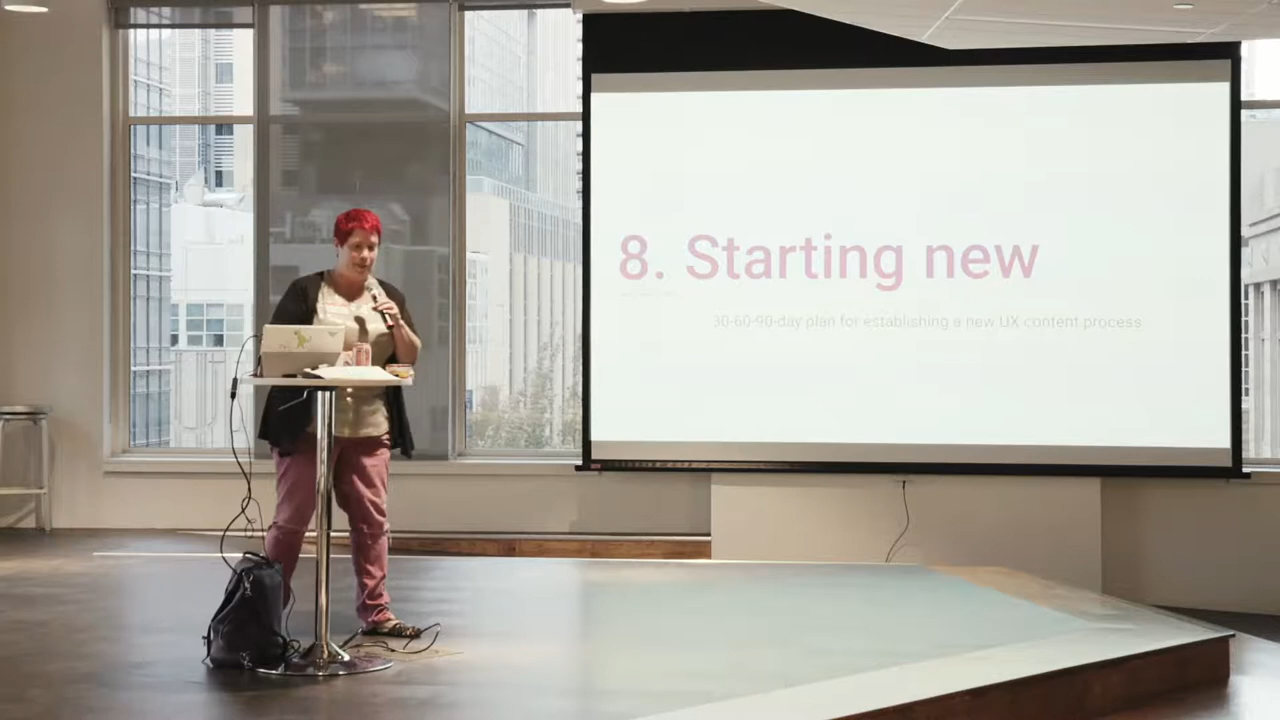 8. Starting new
30-60-90-day plan for establishing a new UX content process